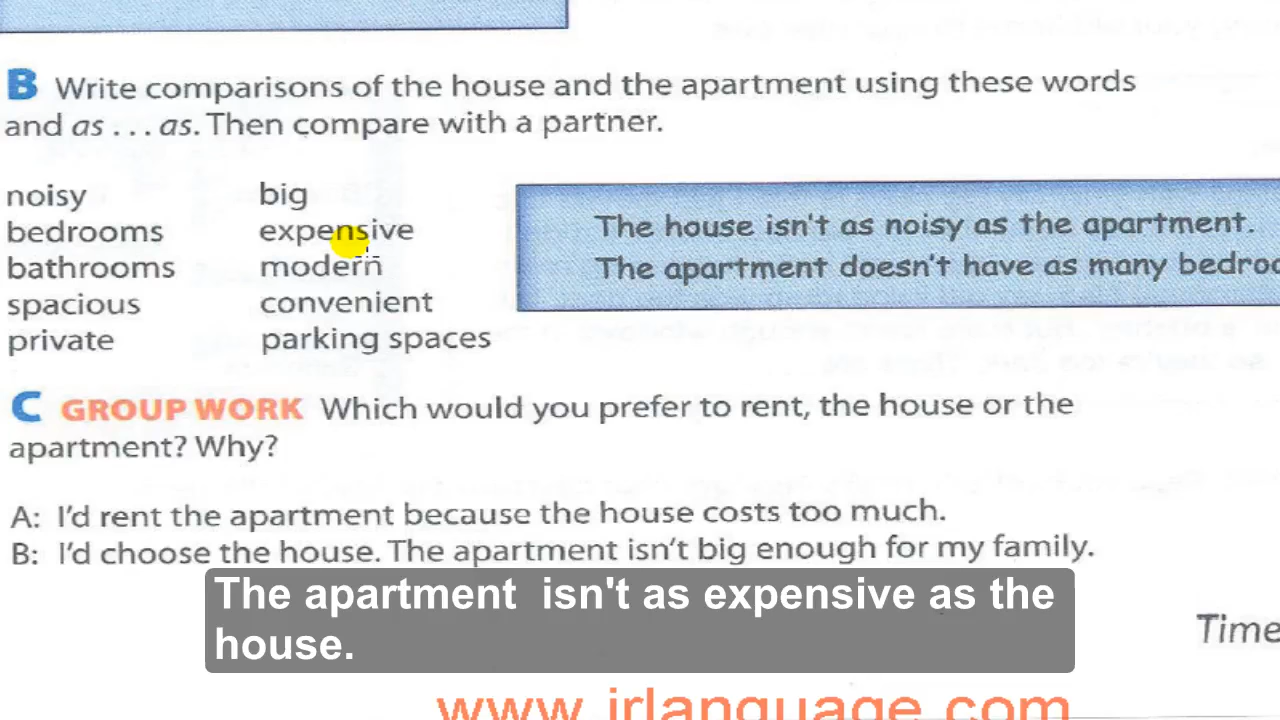 B Write comparisons of the house and the apartment using these words
and as . . . as. Then compare with a partner.
noisy
bedrooms
bathrooms
spacious
private
big
expensive
modern
convenient
parking spaces
The house isn't as noisy as the apartment.
The apartment doesn't have as many
C GROUP WORK Which would you prefer to rent, the house or the
apartment? Why?
A: I'd rent the apartment because the house costs too much.
B: I'd choose the house. The apartment isn't big enough for my family.
The apartment isn't as expensive as the
house.
Time
www.irlanguage.com